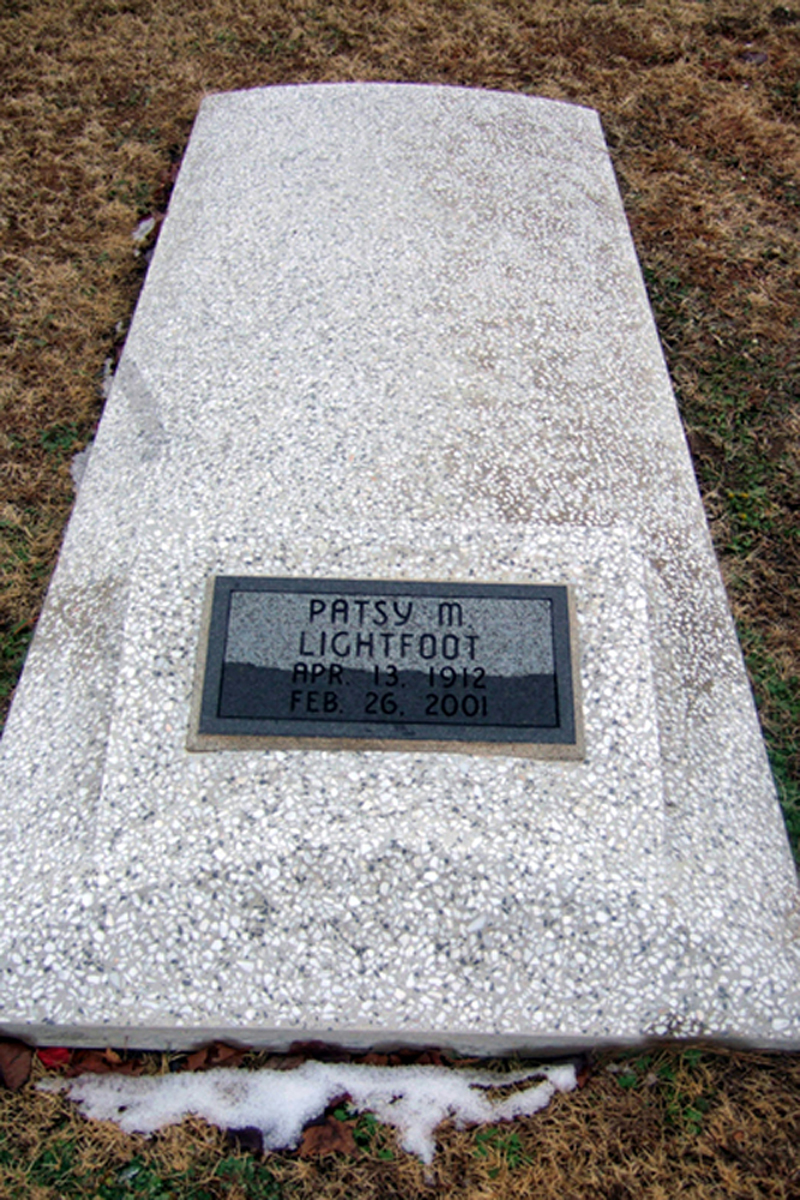 PATSY M.
LIGHTFOOT
APR. 13, 1912
FEB. 26, 2001